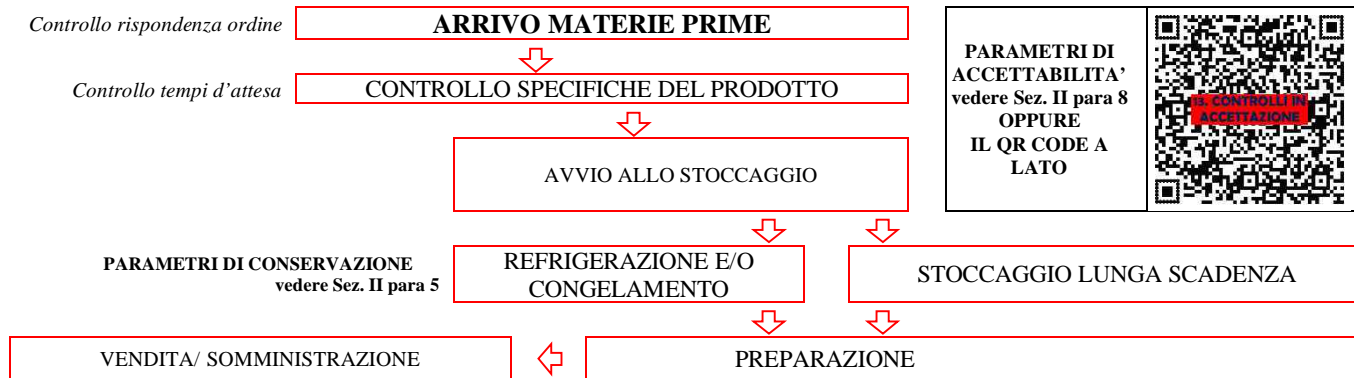 Controllo rispondenza ordine
ARRIVO MATERIE PRIME
Controllo tempi d'attesa
CONTROLLO SPECIFICHE DEL PRODOTTO
PARAMETRI DI
ACCETTABILITA'
vedere Sez. II para 8
OPPURE
IL QR CODE A
LATO
13. CONTROLLI IN
ACCETTAZIONE
AVVIO ALLO STOCCAGGIO
PARAMETRI DI CONSERVAZIONE
vedere Sez. II para 5
REFRIGERAZIONE E/O
CONGELAMENTO
STOCCAGGIO LUNGA SCADENZA
VENDITA/ SOMMINISTRAZIONE
PREPARAZIONE